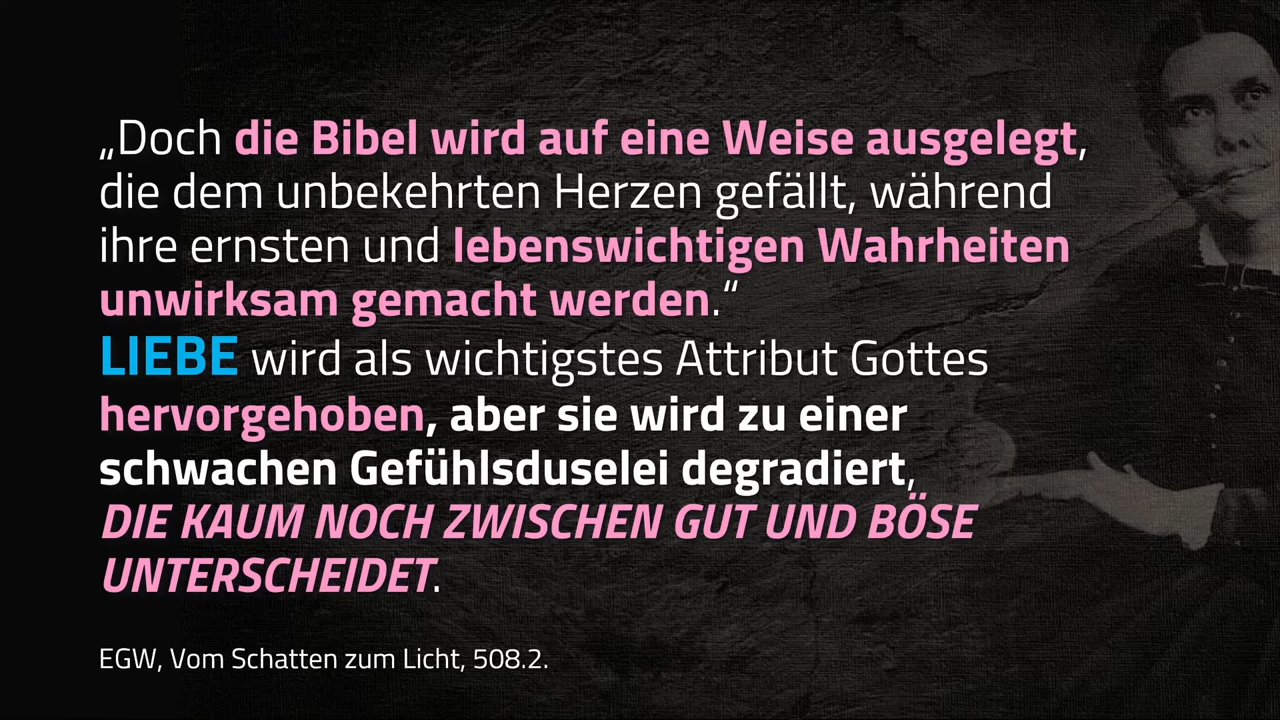 „Doch die Bibel wird auf eine Weise ausgelegt,
die dem unbekehrten Herzen gefällt, während
ihre ernsten und lebenswichtigen Wahrheiten
unwirksam gemacht werden.“
LIEBE wird als wichtigstes Attribut Gottes
hervorgehoben, aber sie wird zu einer
schwachen Gefühlsduselei degradiert,
DIE KAUM NOCH ZWISCHEN GUT UND BÖSE
UNTERSCHEIDET.
EGW, Vom Schatten zum Licht, 508.2.